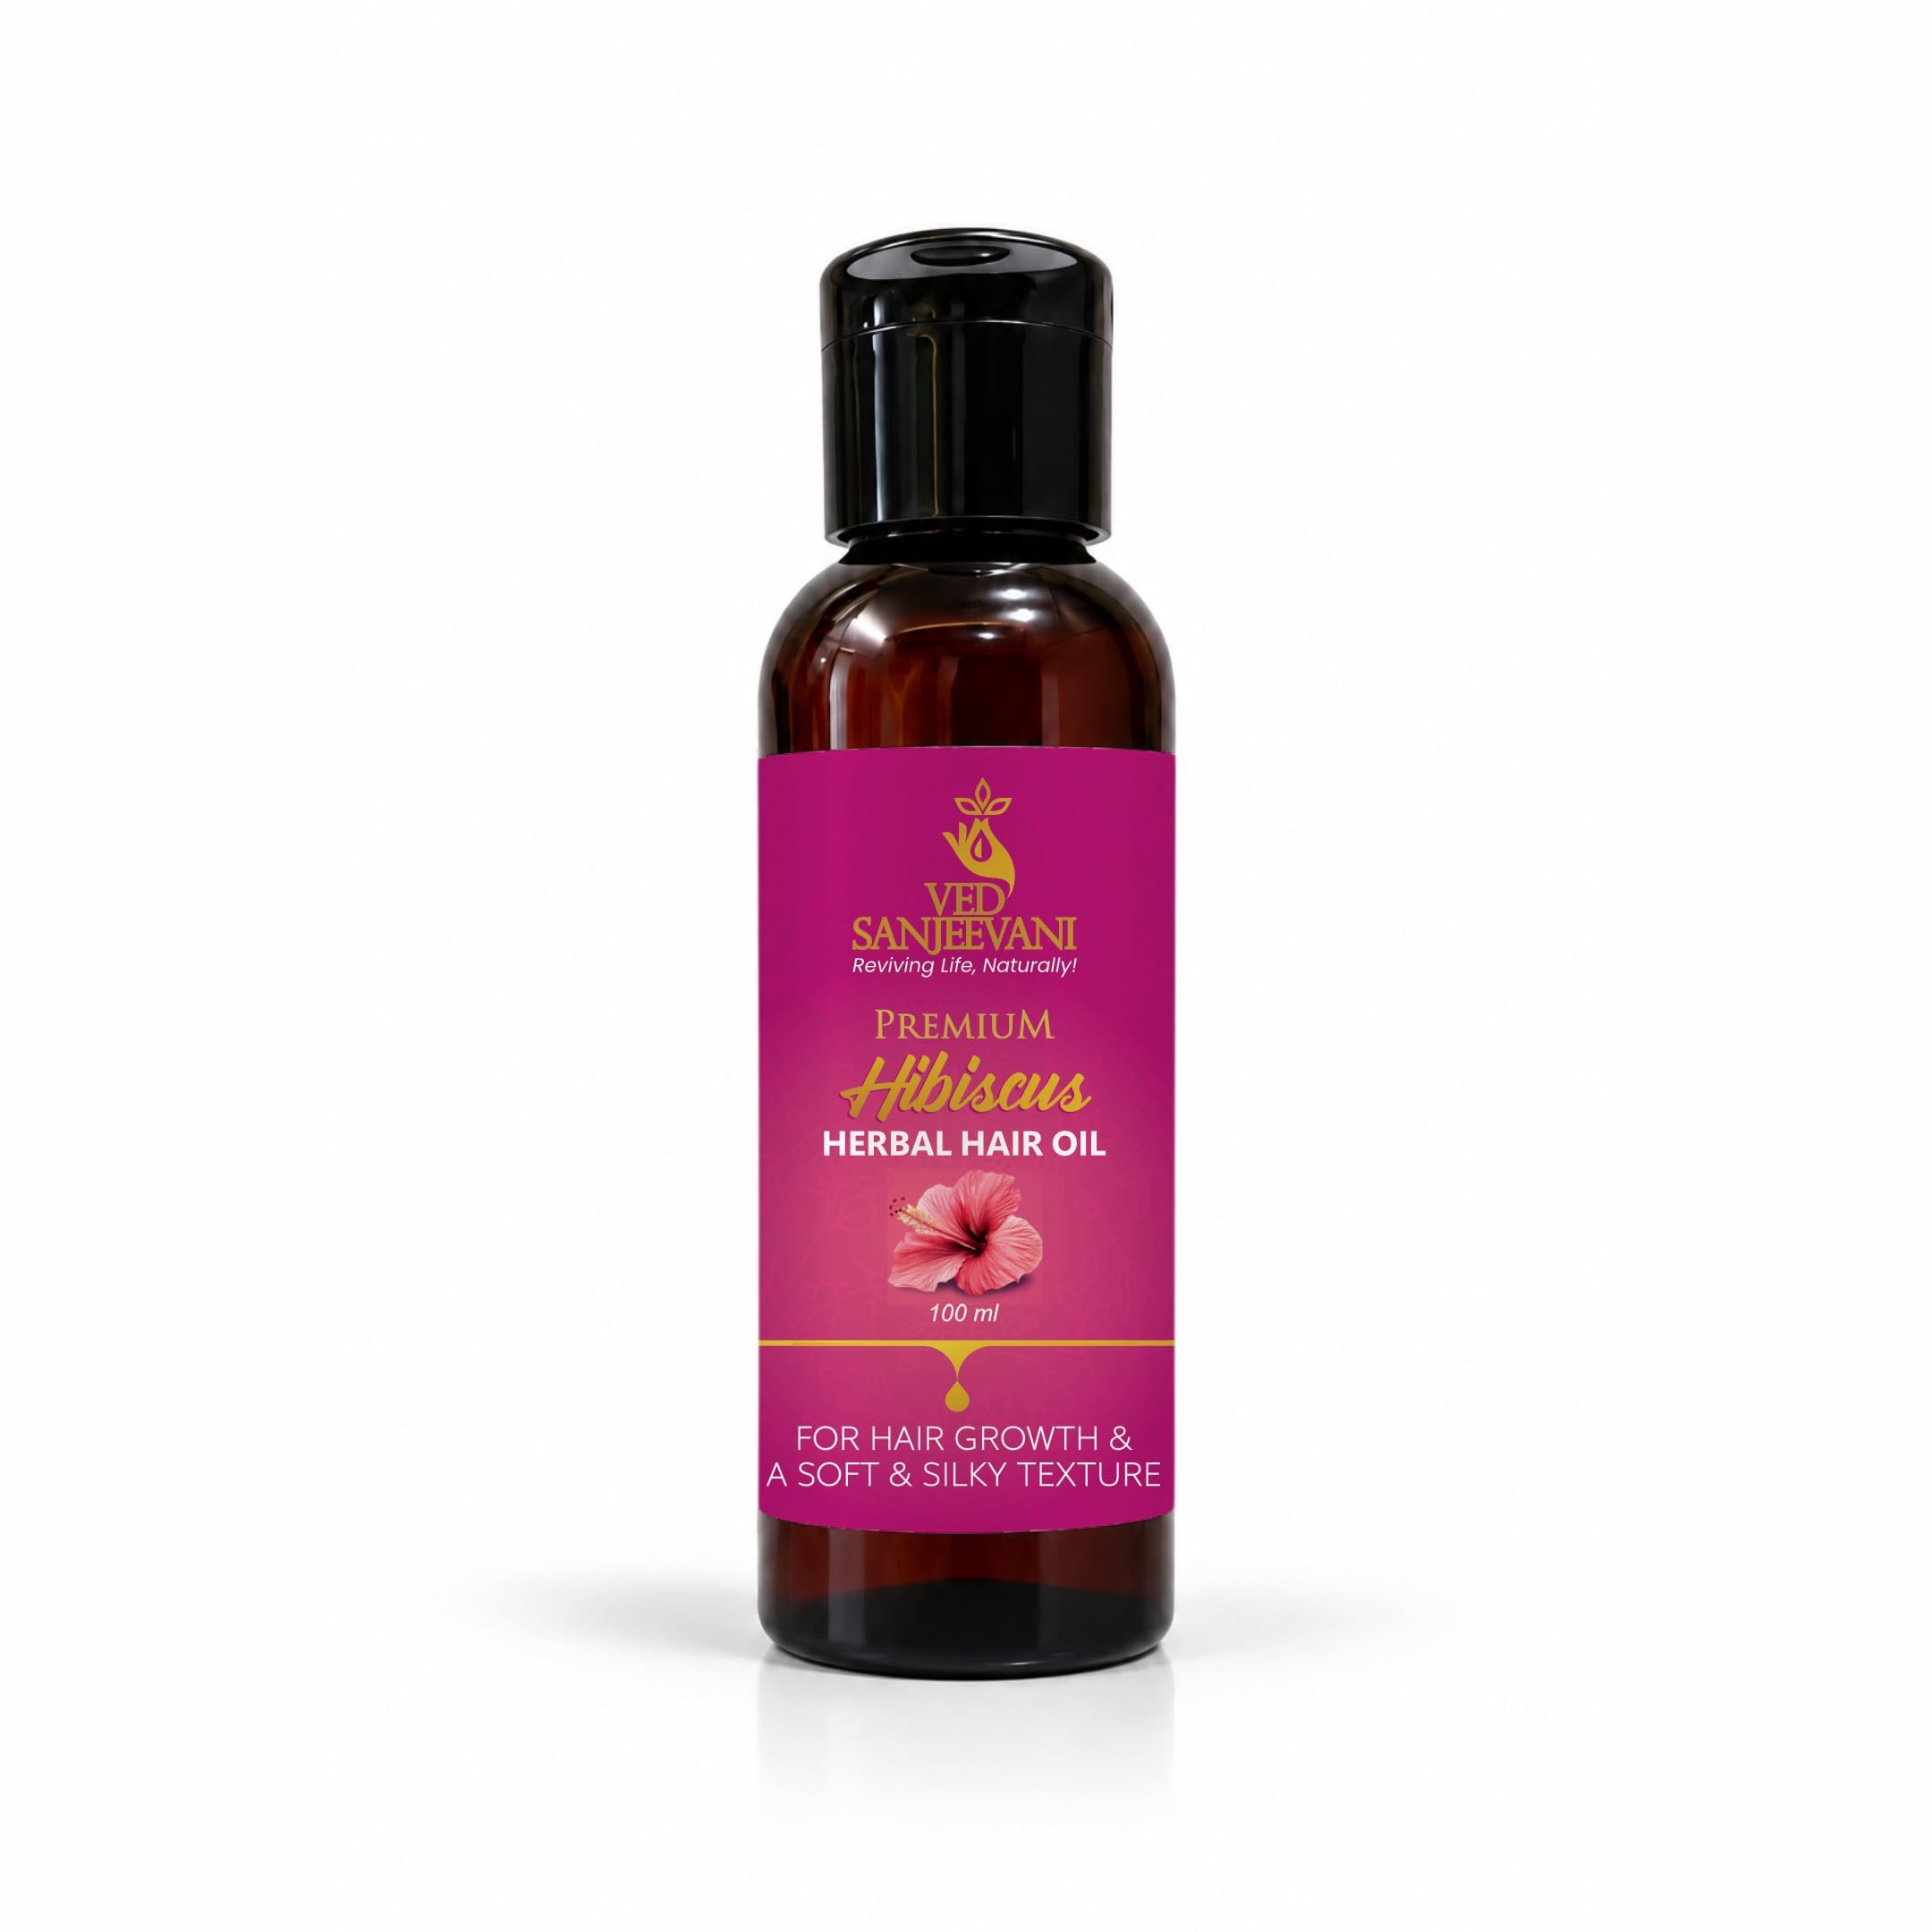 VED
SANJEEVANI
Reviving Life, Naturally!
PREMIUM
Hibiscus
HERBAL HAIR OIL
100 ml
FOR HAIR GROWTH &
A SOFT & SILKY TEXTURE